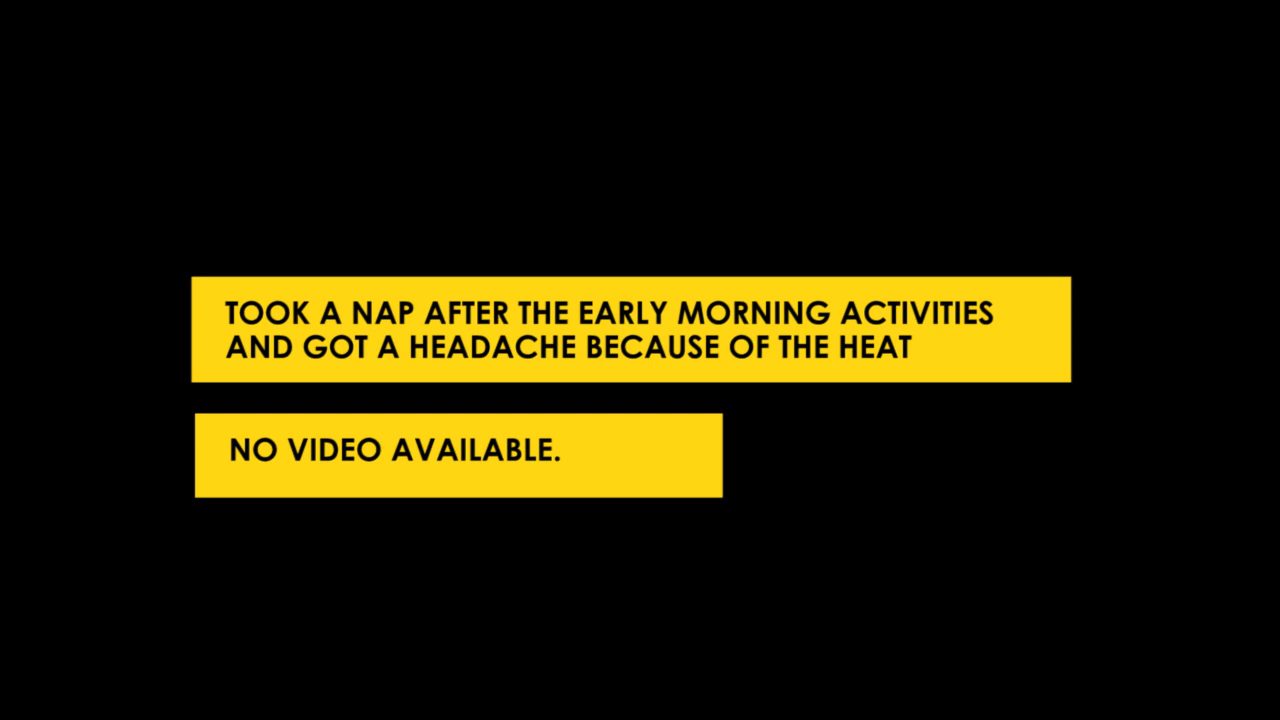 TOOK A NAP AFTER THE EARLY MORNING ACTIVITIES
AND GOT A HEADACHE BECAUSE OF THE HEAT
NO VIDEO AVAILABLE.